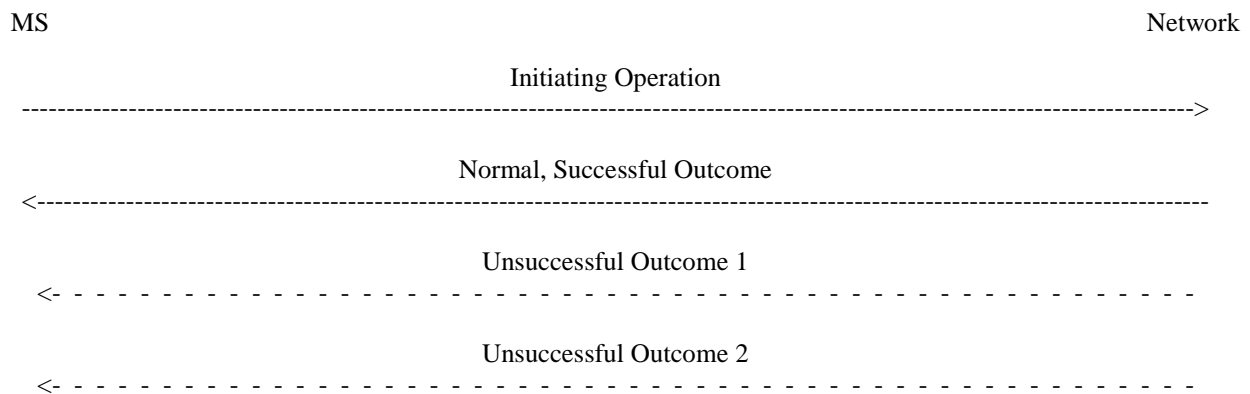 MS Network
Initiating Operation
Normal, Successful Outcome
Unsuccessful Outcome 1
Unsuccessful Outcome 2